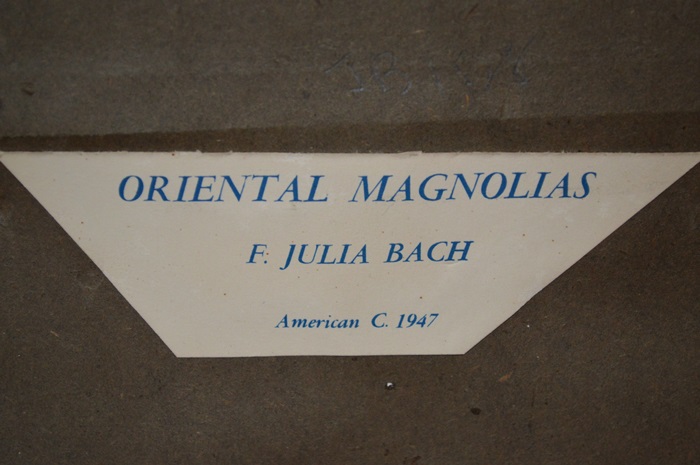 ORIENTAL MAGNOLIAS
F. JULIA BACH
American C. 1947